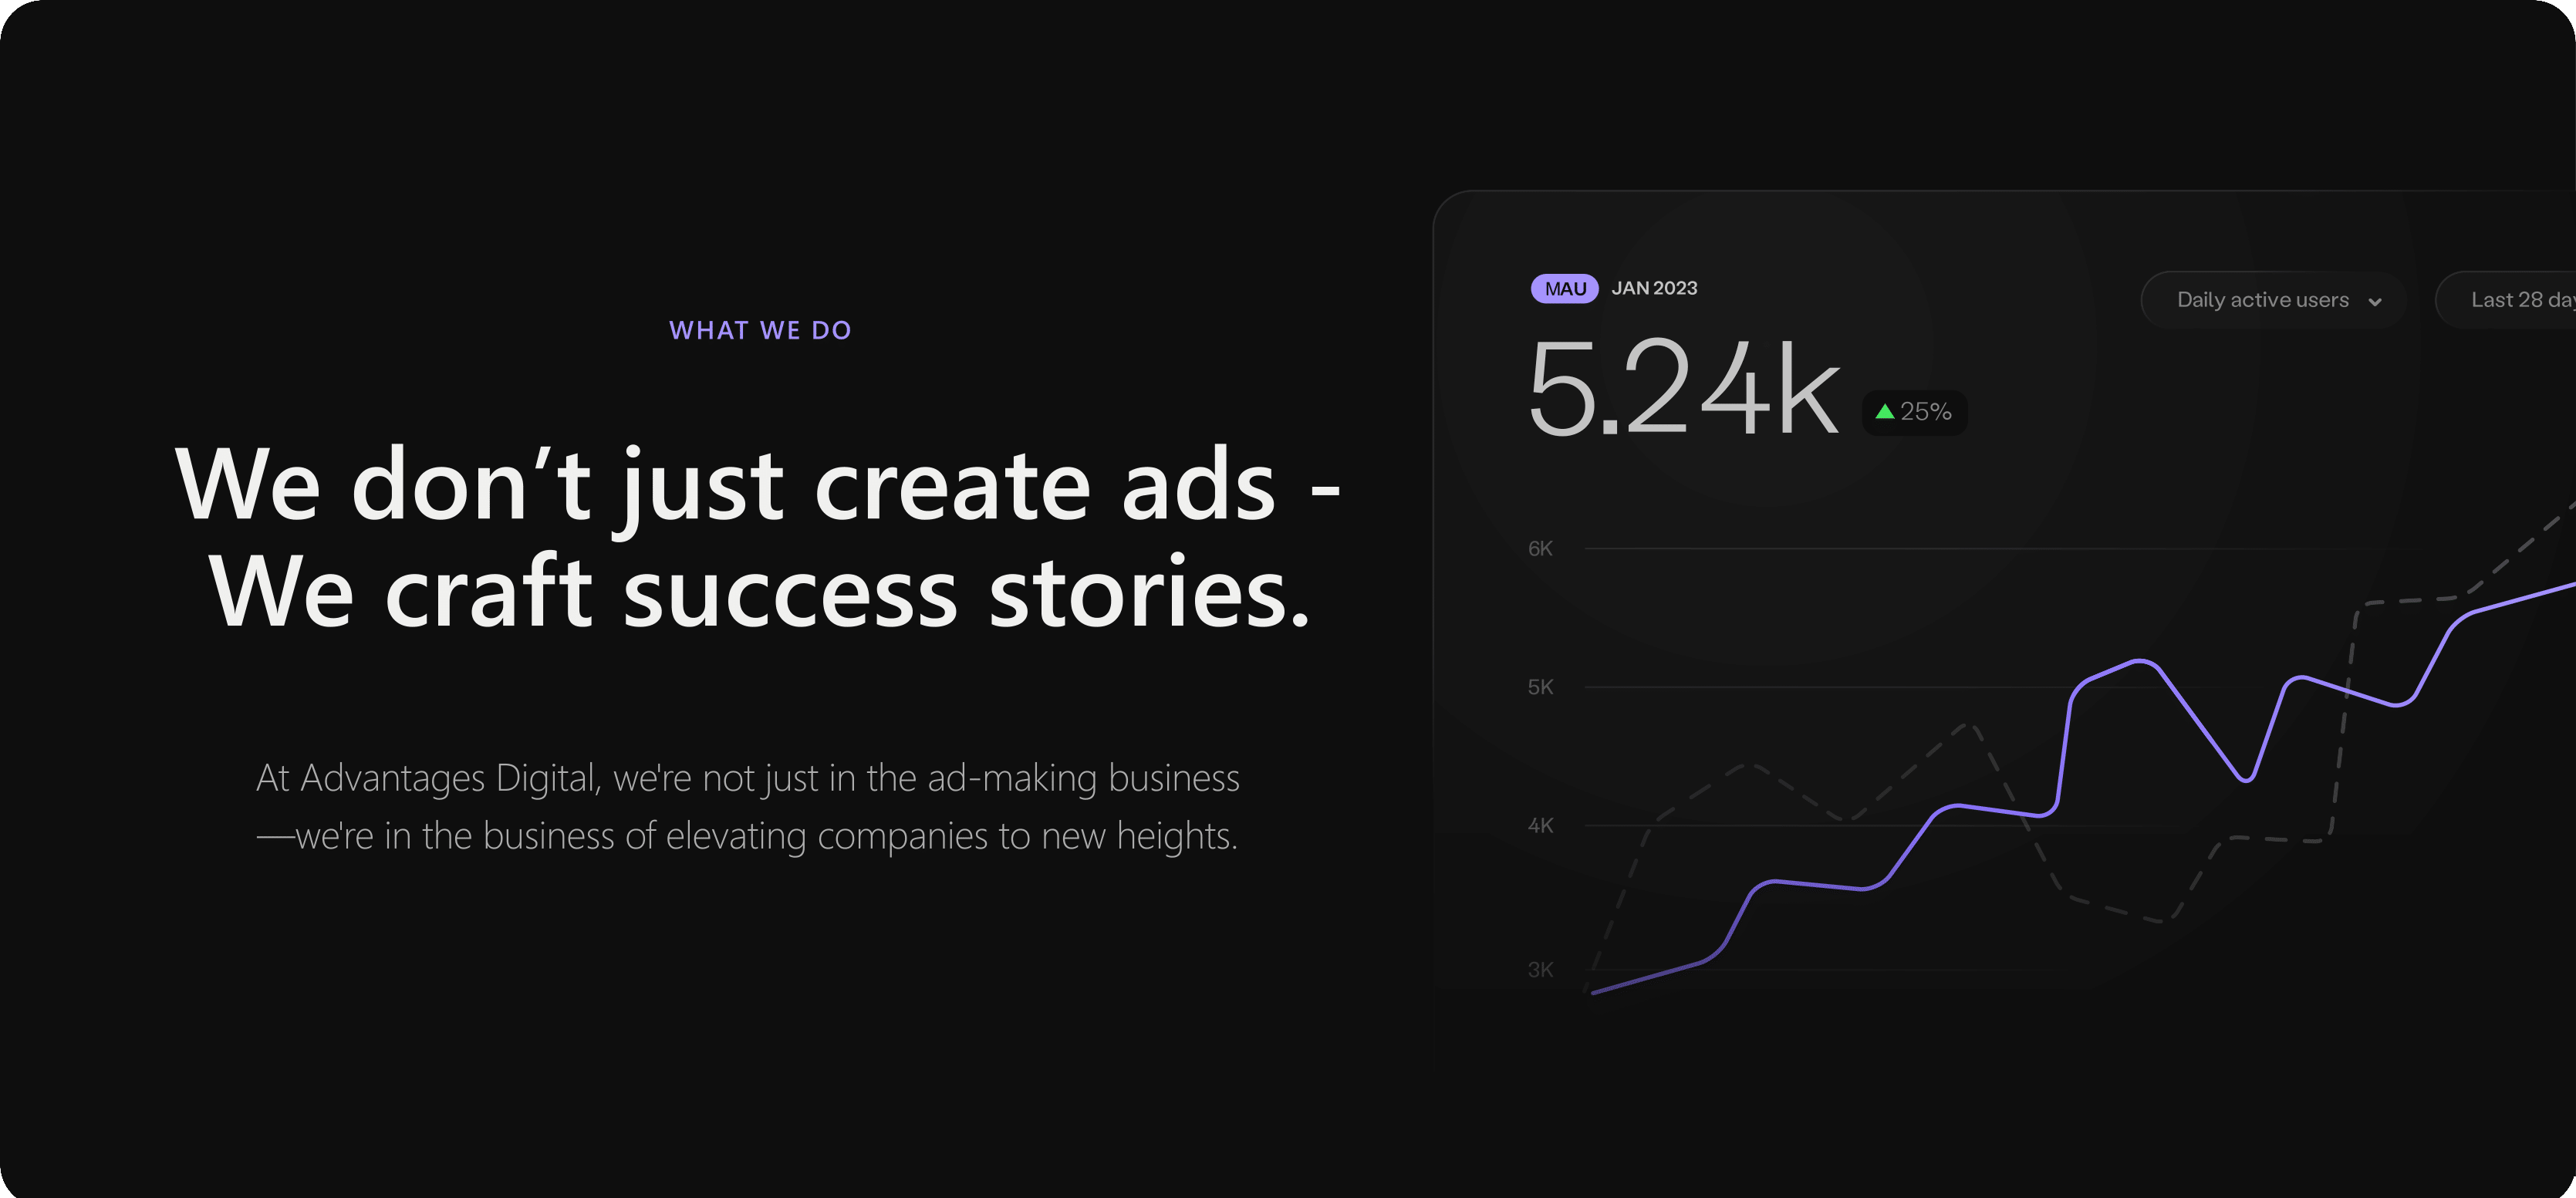 WHAT WE DO
We don’t just create ads -
We craft success stories.
At Advantages Digital, we're not just in the ad-making business
—we're in the business of elevating companies to new heights.
MAU JAN 2023
Daily active users
Last 28 day
5.24k
25%
6K
5K
4K
3K